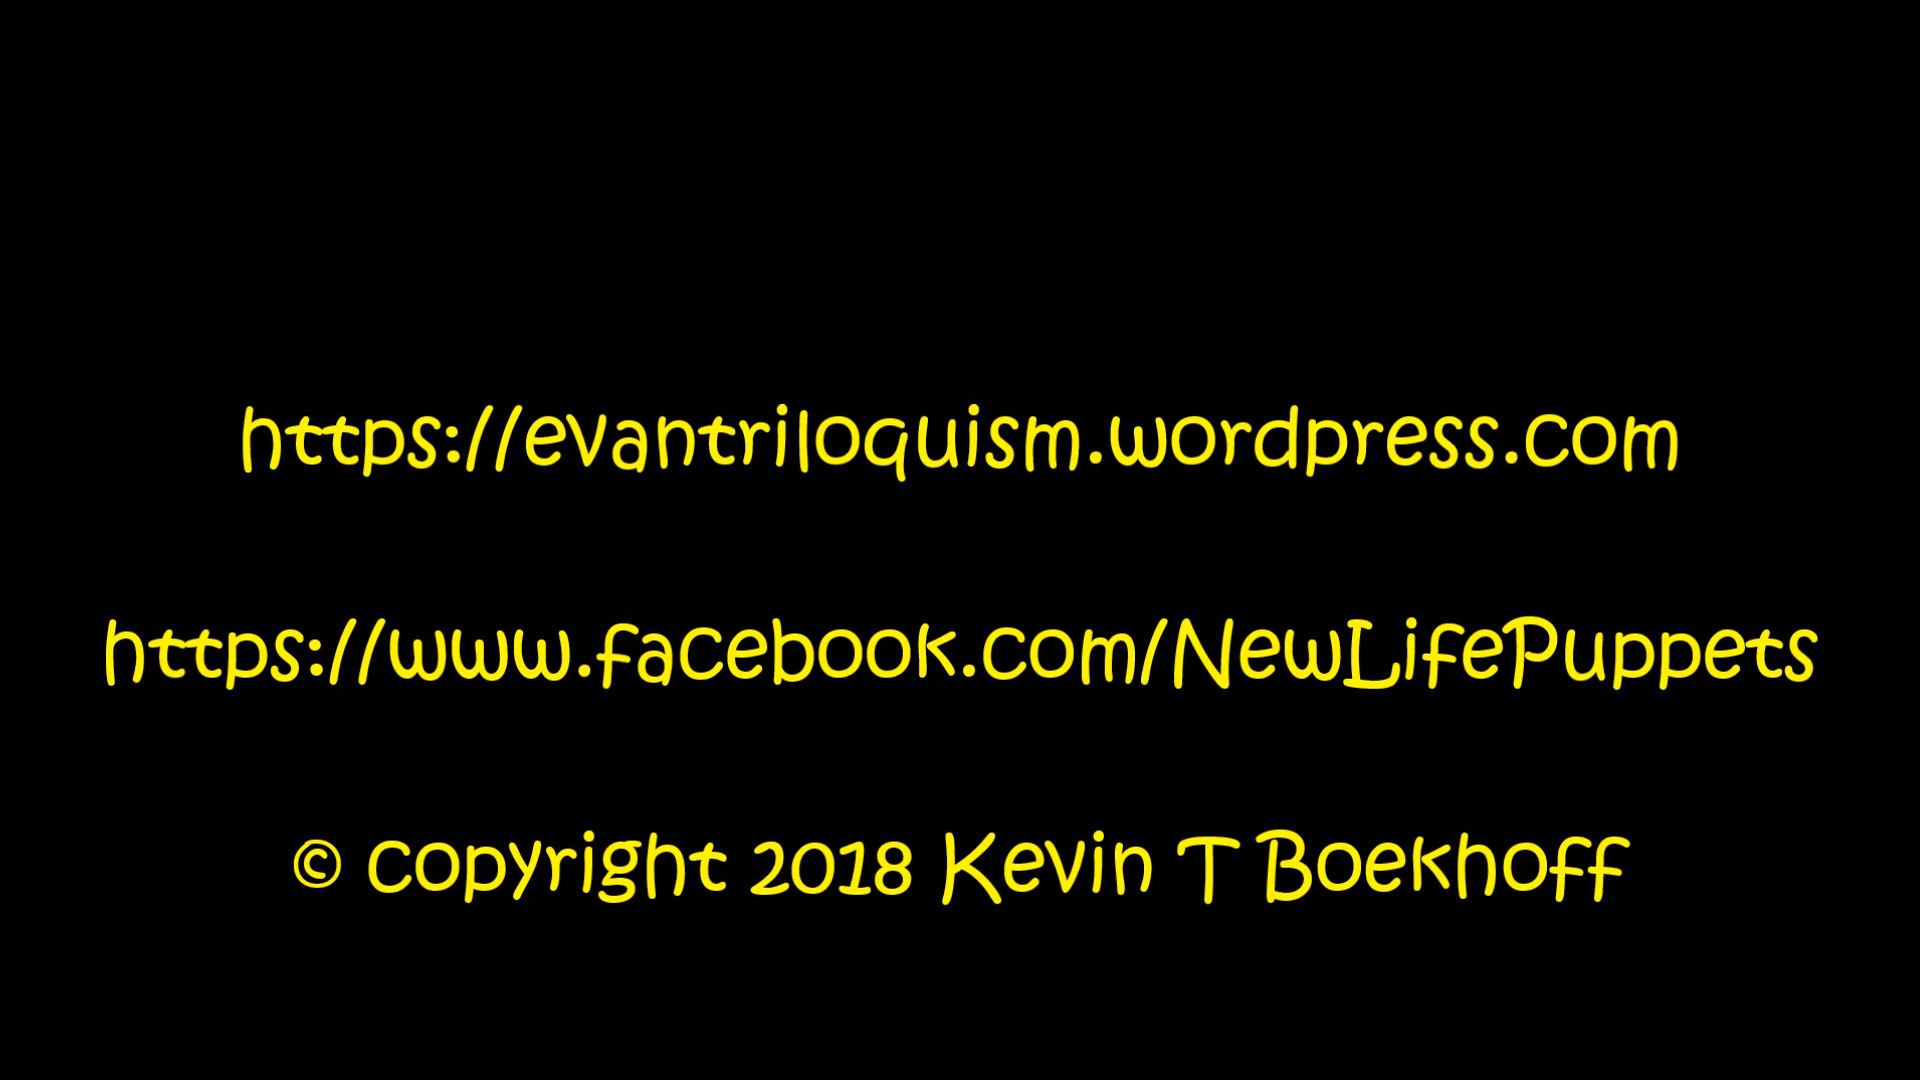 https://evantriloquism.wordpress.com
https://www.facebook.com/NewLifePuppets
© copyright 2018 Kevin T Boekhoff